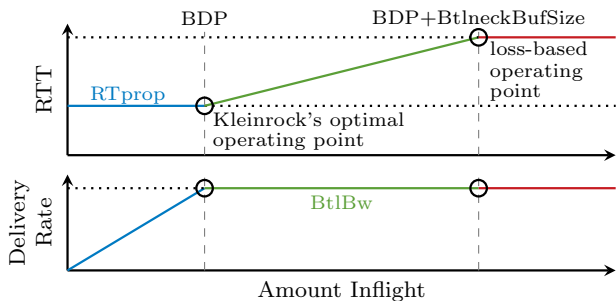 BDP
BDP+BtlneckBufSize
RTT
RTprop
loss-based
operating
point
Kleinrock's optimal
operating point
Delivery
Rate
BtlBw
Amount Inflight